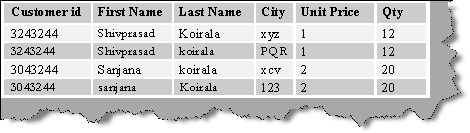 Customer id First Name Last Name City Unit Price Qty
3243244 Shivprasad Koirala xyz 1 12
3243244 Shivprasad koirala PQR 1 12
3043244 Sanjana koirala xcv 2 20
3043244 sanjana Koirala 123 2 20